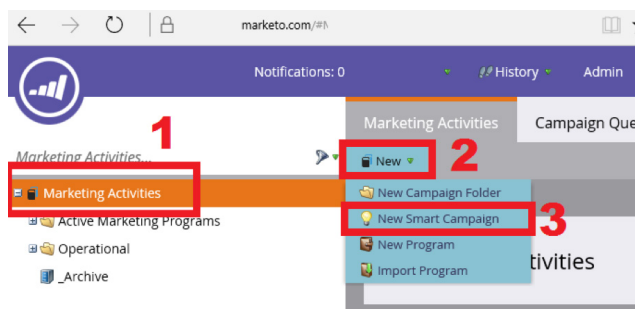 marketo.com/#
Notifications: 0
History
Admin
1
Marketing Activities...
Marketing Activities
Campaign Que
New
2
Marketing Activities
New Campaign Folder
New Smart Campaign
3
New Program
Import Program
Active Marketing Programs
Operational
_Archive
tivities